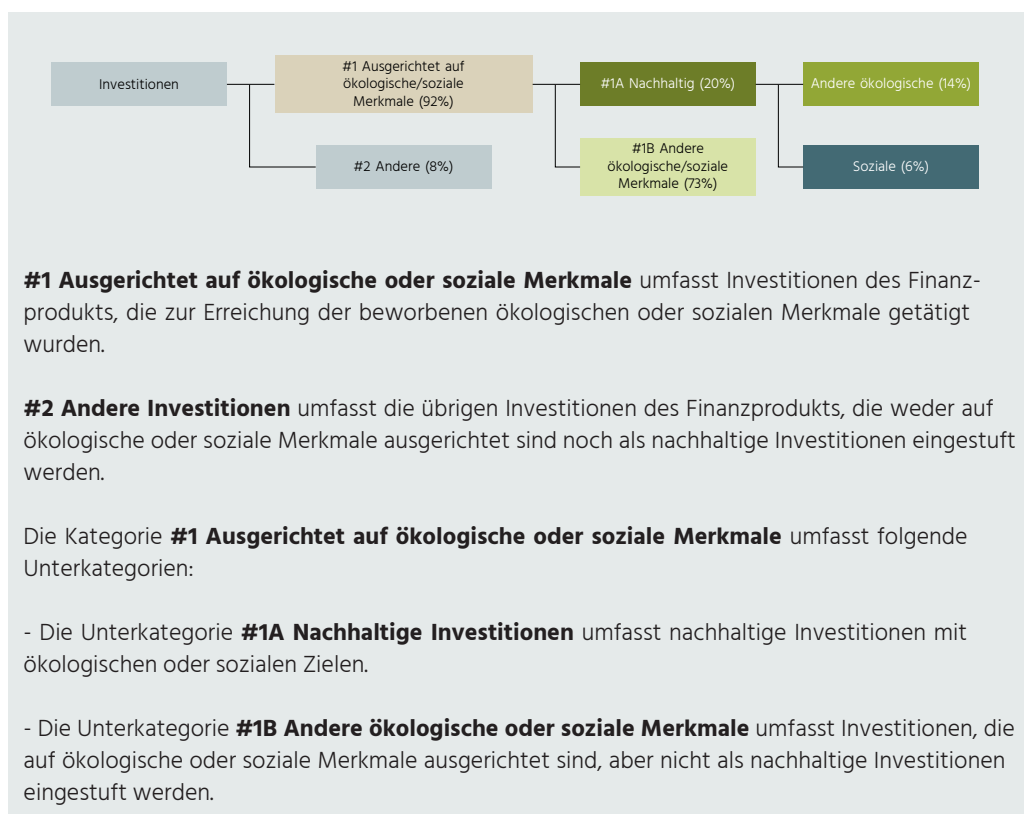 Investitionen
#1 Ausgerichtet auf
ökologische/soziale
Merkmale (92%)
#1A Nachhaltig (20%)
Andere ökologische (14%)
#2 Andere (8%)
#1B Andere
ökologische/soziale
Merkmale (73%)
Soziale (6%)
#1 Ausgerichtet auf ökologische oder soziale Merkmale umfasst Investitionen des Finanz-
produkts, die zur Erreichung der beworbenen ökologischen oder sozialen Merkmale getätigt
wurden.
#2 Andere Investitionen umfasst die übrigen Investitionen des Finanzprodukts, die weder auf
ökologische oder soziale Merkmale ausgerichtet sind noch als nachhaltige Investitionen eingestuft
werden.
Die Kategorie #1 Ausgerichtet auf ökologische oder soziale Merkmale umfasst folgende
Unterkategorien:
- Die Unterkategorie #1A Nachhaltige Investitionen umfasst nachhaltige Investitionen mit
ökologischen oder sozialen Zielen.
- Die Unterkategorie #1B Andere ökologische oder soziale Merkmale umfasst Investitionen, die
auf ökologische oder soziale Merkmale ausgerichtet sind, aber nicht als nachhaltige Investitionen
eingestuft werden.